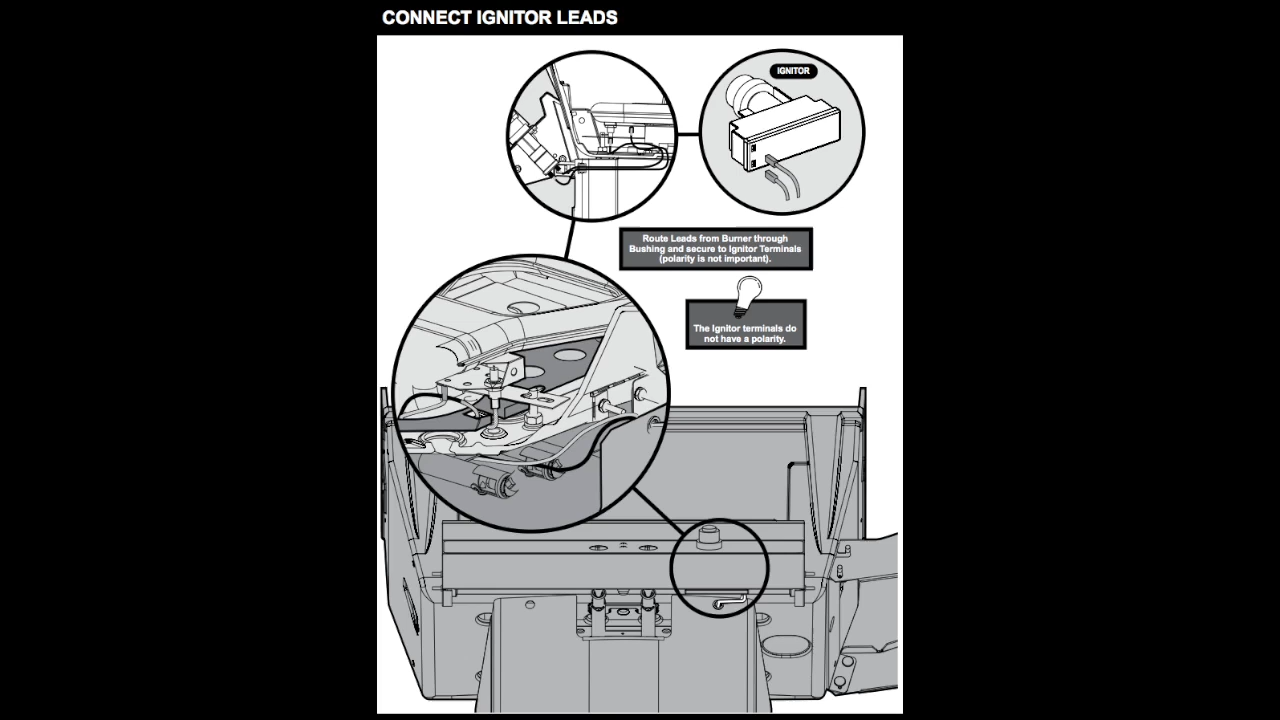 CONNECT IGNITOR LEADS
IGNITOR
Route Leads from Burner through
Bushing and secure to Ignitor Terminals
(polarity is not important).
The Ignitor terminals do
not have a polarity.